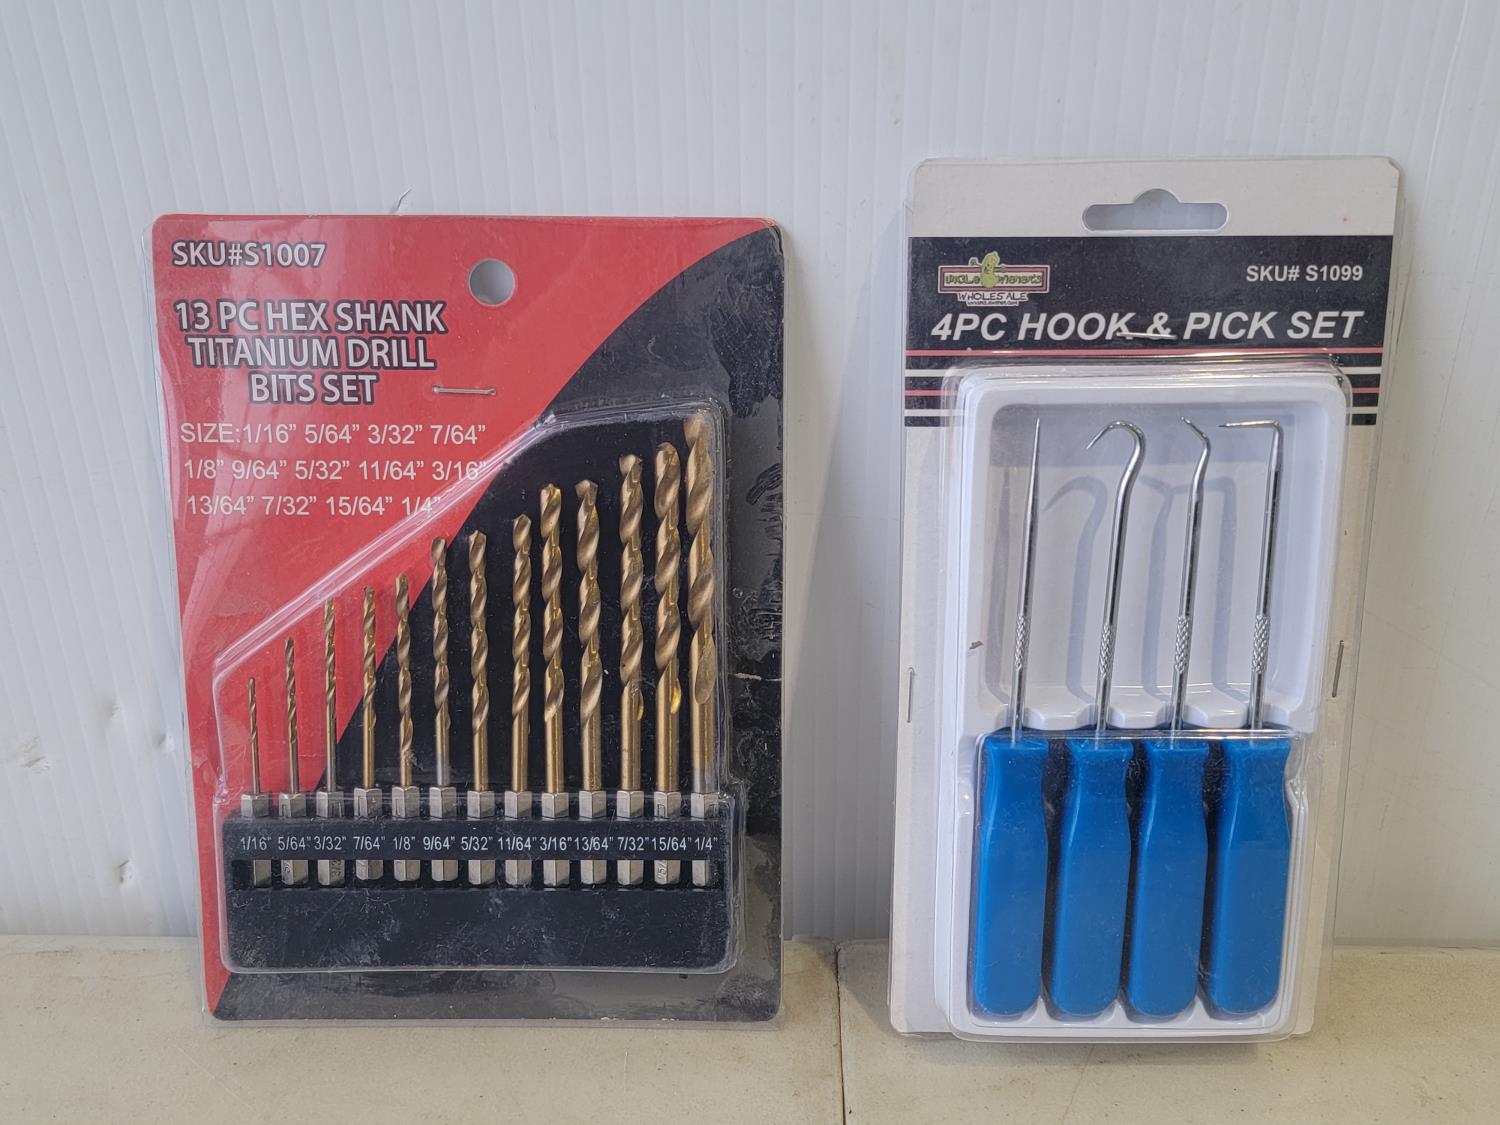 SKU#S1007
13 PC HEX SHANK
TITANIUM DRILL
BITS SET
SIZE:1/16” 5/64” 3/32” 7/64”
1/8” 9/64” 5/32” 11/64” 3/16”
13/64” 7/32” 15/64” 1/4”
1/16” 5/64” 3/32” 7/64” 1/8” 9/64” 5/32” 11/64” 3/16” 13/64” 7/32” 15/64” 1/4”
WHOLESALE
SKU# S1099
4PC HOOK & PICK SET